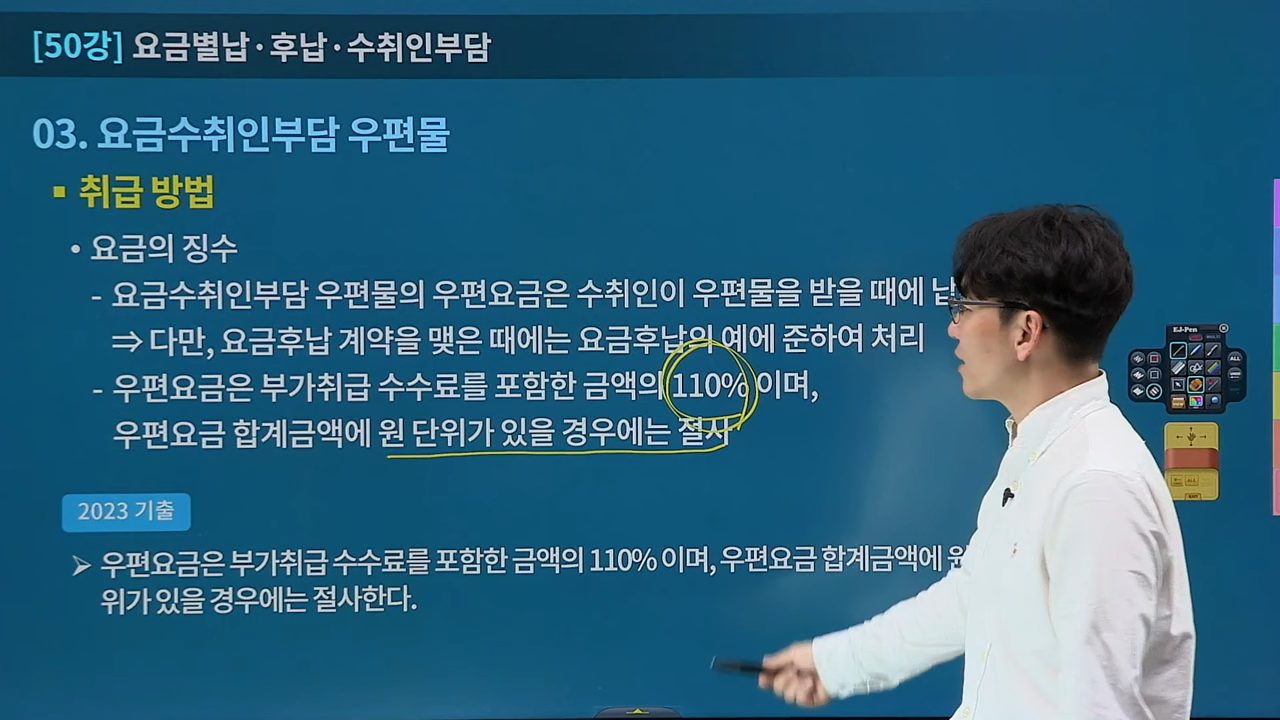 [50강] 요금별납·후납·수취인부담
03. 요금수취인부담 우편물
▪ 취급 방법
• 요금의 징수
- 요금수취인부담 우편물의 우편요금은 수취인이 우편물을 받을 때에
⇒ 다만, 요금후납 계약을 맺은 때에는 요금후납의 예에 준하여 처리
- 우편요금은 부가취급 수수료를 포함한 금액의 110% 이며,
우편요금 합계금액에 원 단위가 있을 경우에는 절사
2023 기출
➢ 우편요금은 부가취급 수수료를 포함한 금액의 110% 이며, 우편요금 합계금액에
위가 있을 경우에는 절사한다.
EJ-Pen
ALL